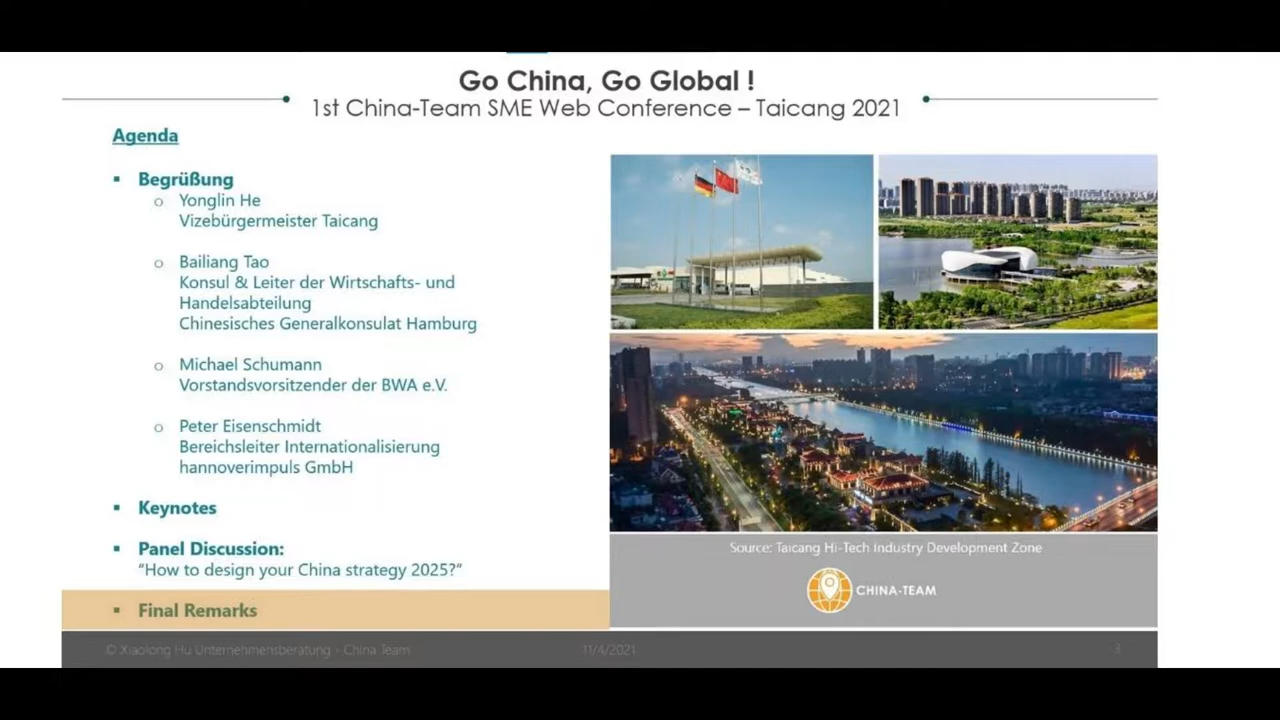 Go China, Go Global !
1st China-Team SME Web Conference – Taicang 2021
Agenda
▪ Begrüßung
o Yonglin He
Vizebürgermeister Taicang
o Bailiang Tao
Konsul & Leiter der Wirtschafts- und
Handelsabteilung
Chinesisches Generalkonsulat Hamburg
o Michael Schumann
Vorstandsvorsitzender der BWA e.V.
o Peter Eisenschmidt
Bereichsleiter Internationalisierung
hannoverimpuls GmbH
▪ Keynotes
▪ Panel Discussion:
“How to design your China strategy 2025?“
▪ Final Remarks
Source: Taicang Hi-Tech Industry Development Zone
CHINA-TEAM
© Xiaolong Hu Unternehmensberatung - China Team
11/4/2021
3